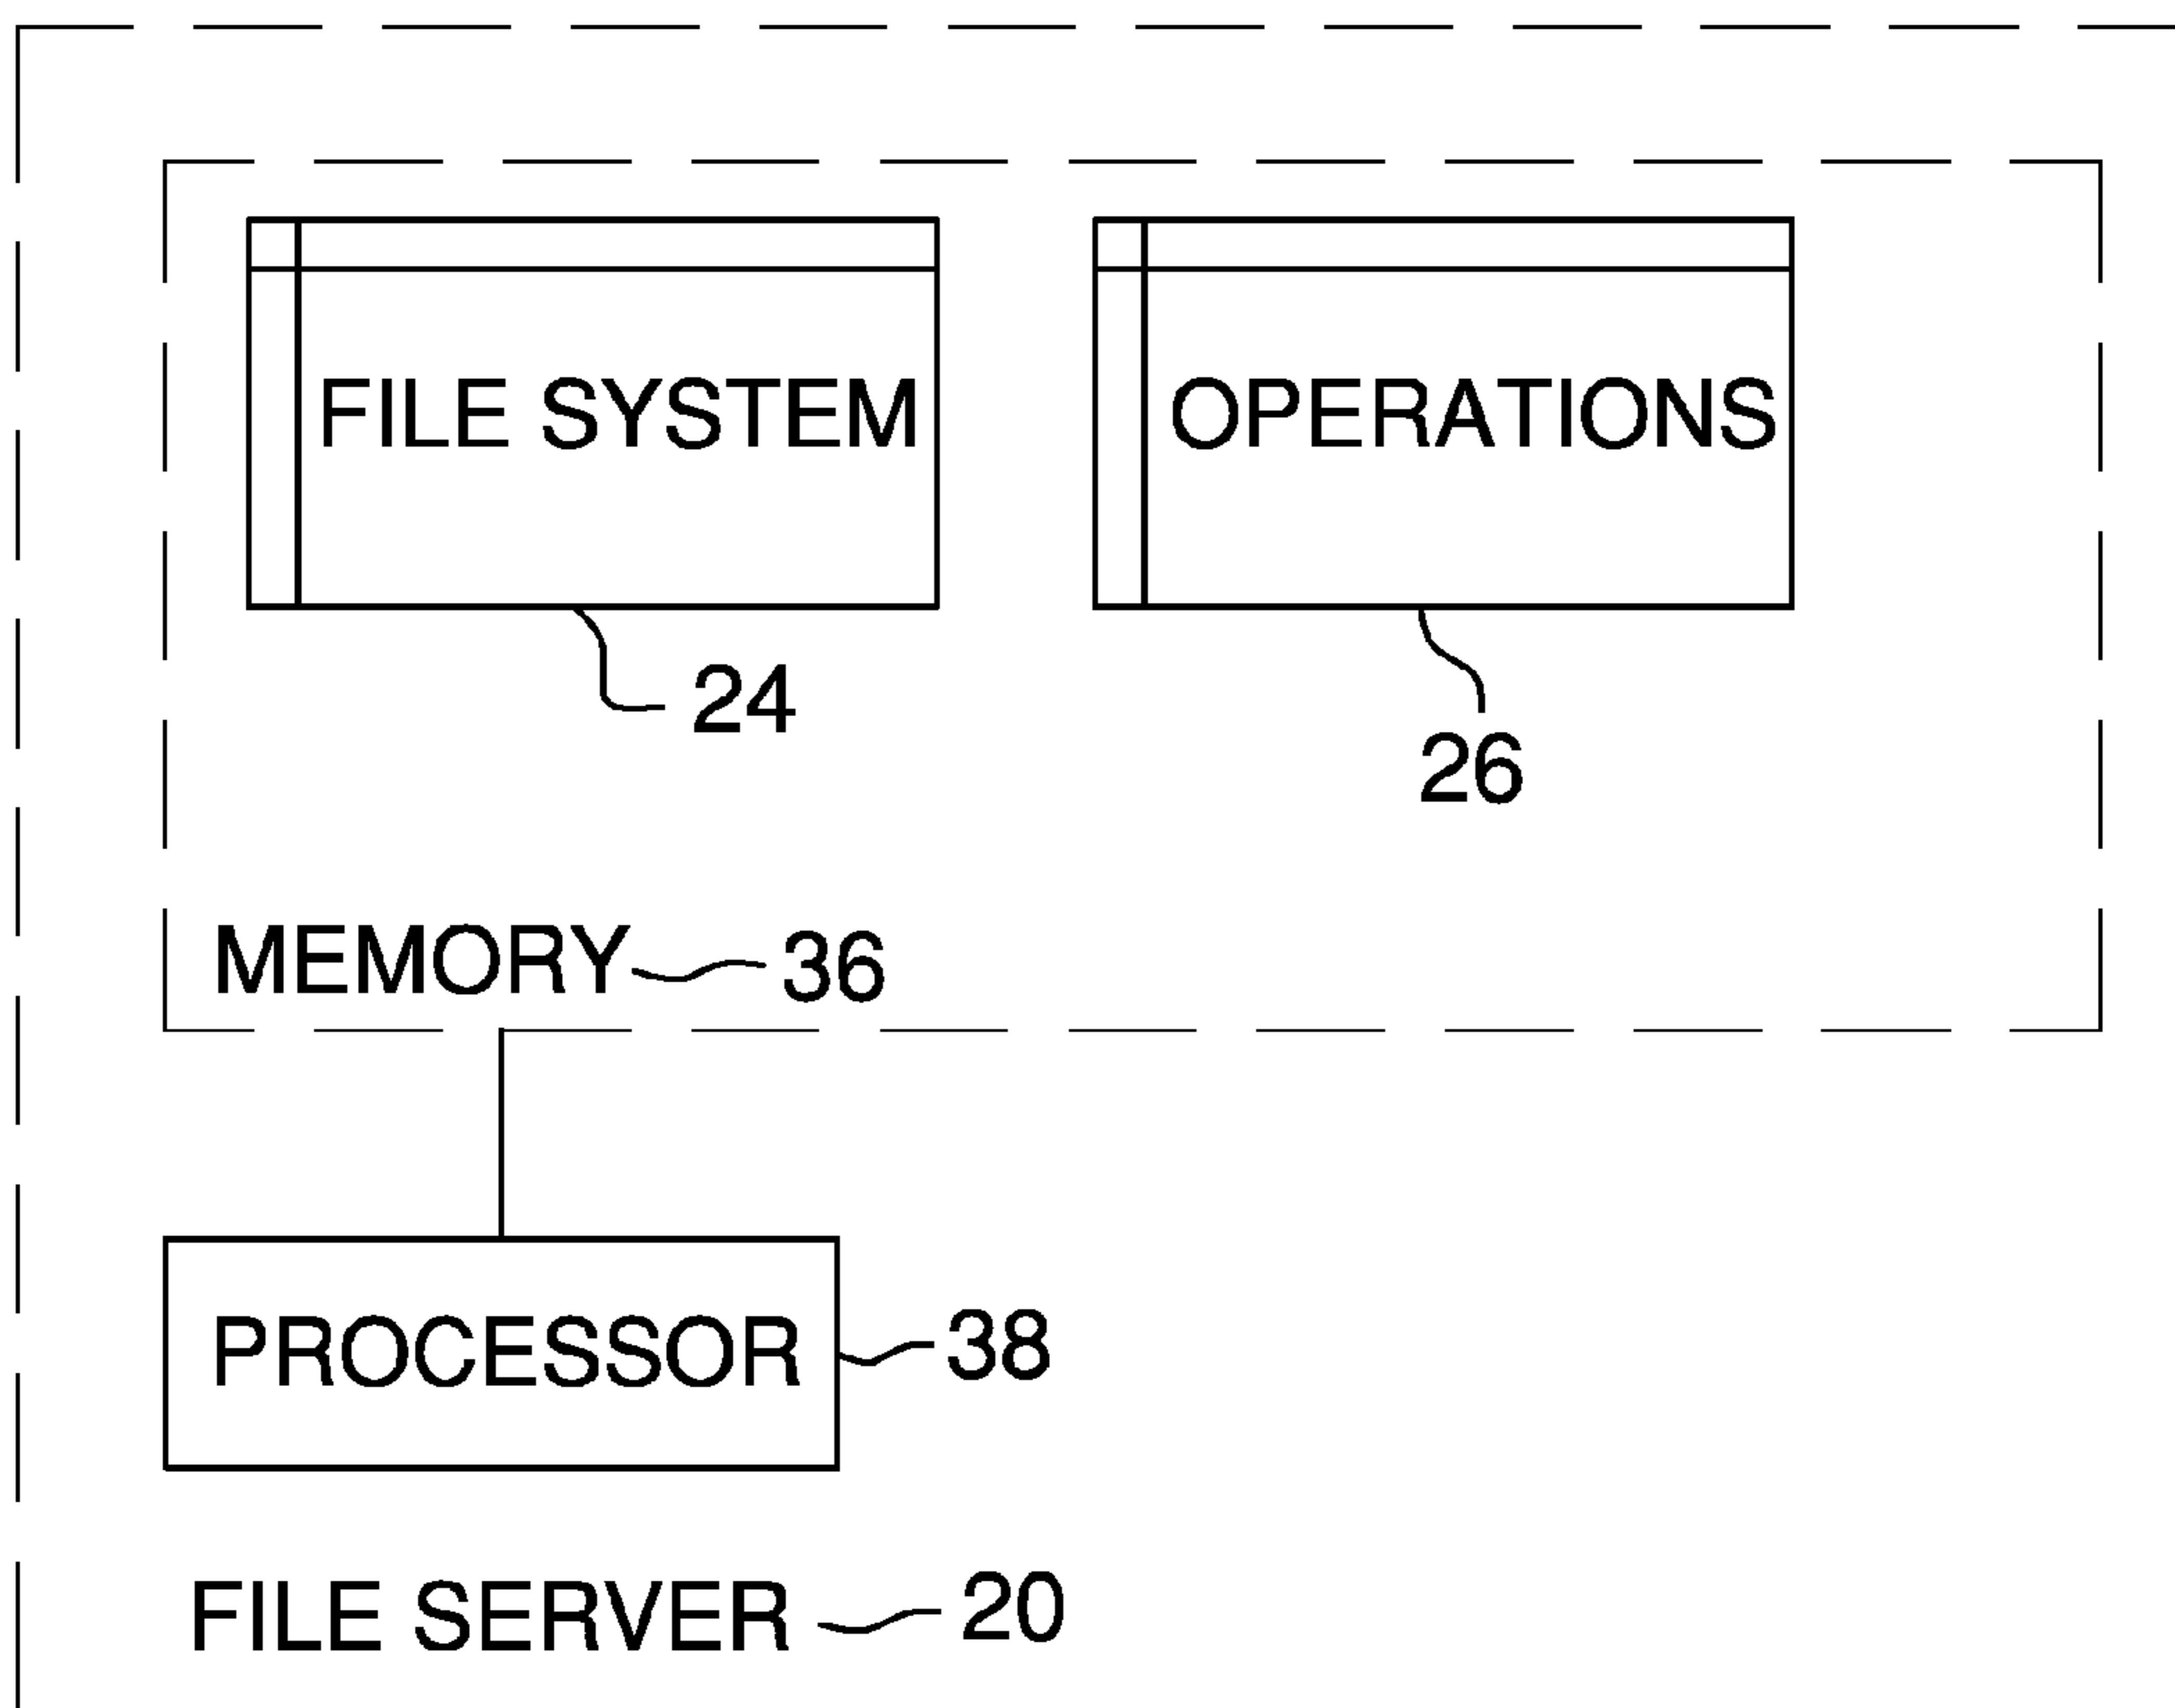 FILE SYSTEM
OPERATIONS
24
26
MEMORY 36
PROCESSOR 38
FILE SERVER 20